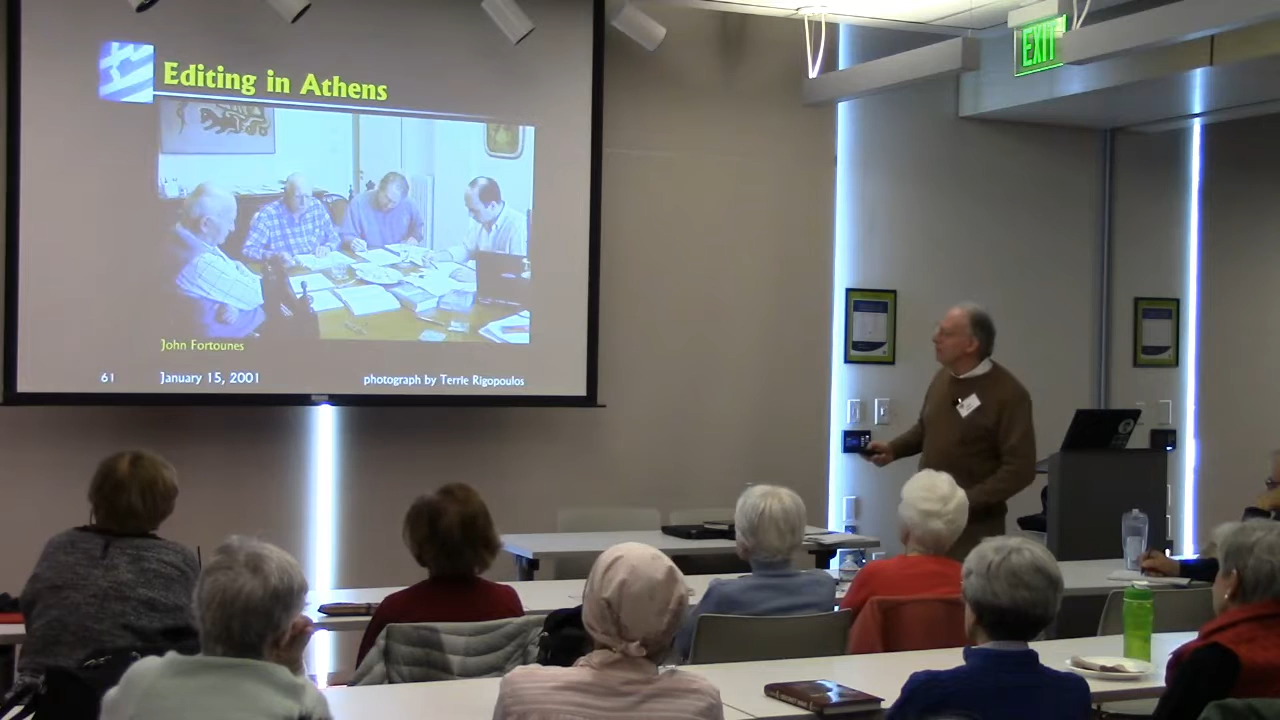 Editing in Athens
EXIT
John Fortounes
61
January 15, 2001
photograph by Terrie Rigopoulos